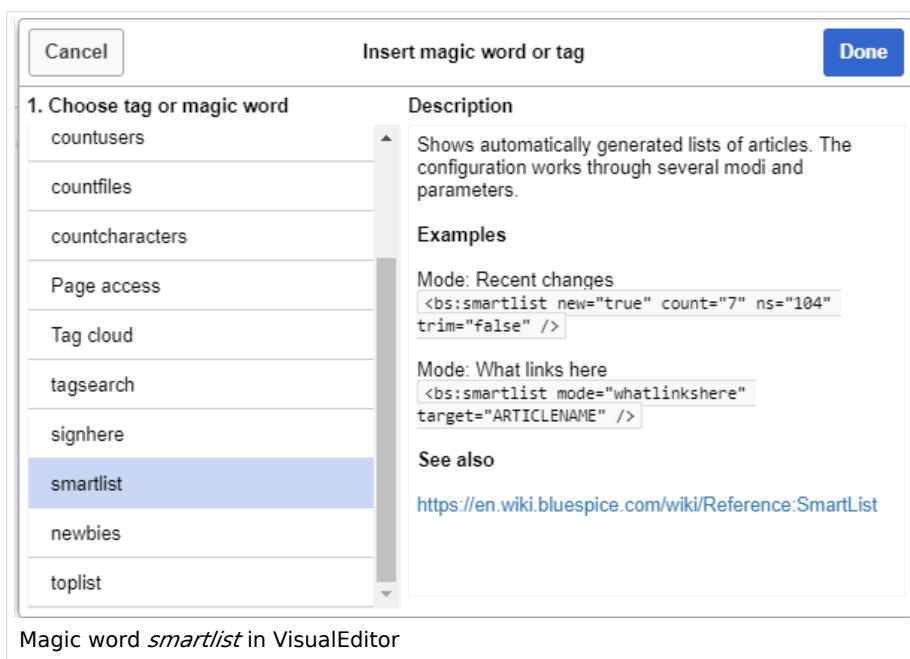 Cancel
Insert magic word or tag
Done
1. Choose tag or magic word
countusers
countfiles
countcharacters
Page access
Tag cloud
tagsearch
signhere
smartlist
newbies
toplist
Description
Shows automatically generated lists of articles. The
configuration works through several modi and
parameters.
Examples
Mode: Recent changes
<bs:smartlist new="true" count="7" ns="104"
trim="false" />
Mode: What links here
<bs:smartlist mode="whatlinkshere"
target="ARTICLENAME" />
See also
https://en.wiki.bluespice.com/wiki/Reference:SmartList
Magic word smartlist in VisualEditor